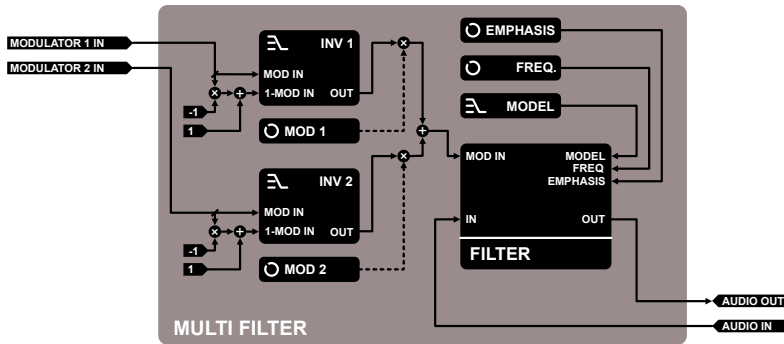 MODULATOR 1 IN
MODULATOR 2 IN
INV 1
MOD IN
1-MOD IN OUT
-1
1
MOD 1
INV 2
MOD IN
1-MOD IN OUT
-1
1
MOD 2
EMPHASIS
FREQ.
MODEL
MOD IN MODEL
FREQ
EMPHASIS
IN OUT
FILTER
AUDIO OUT
AUDIO IN
MULTI FILTER